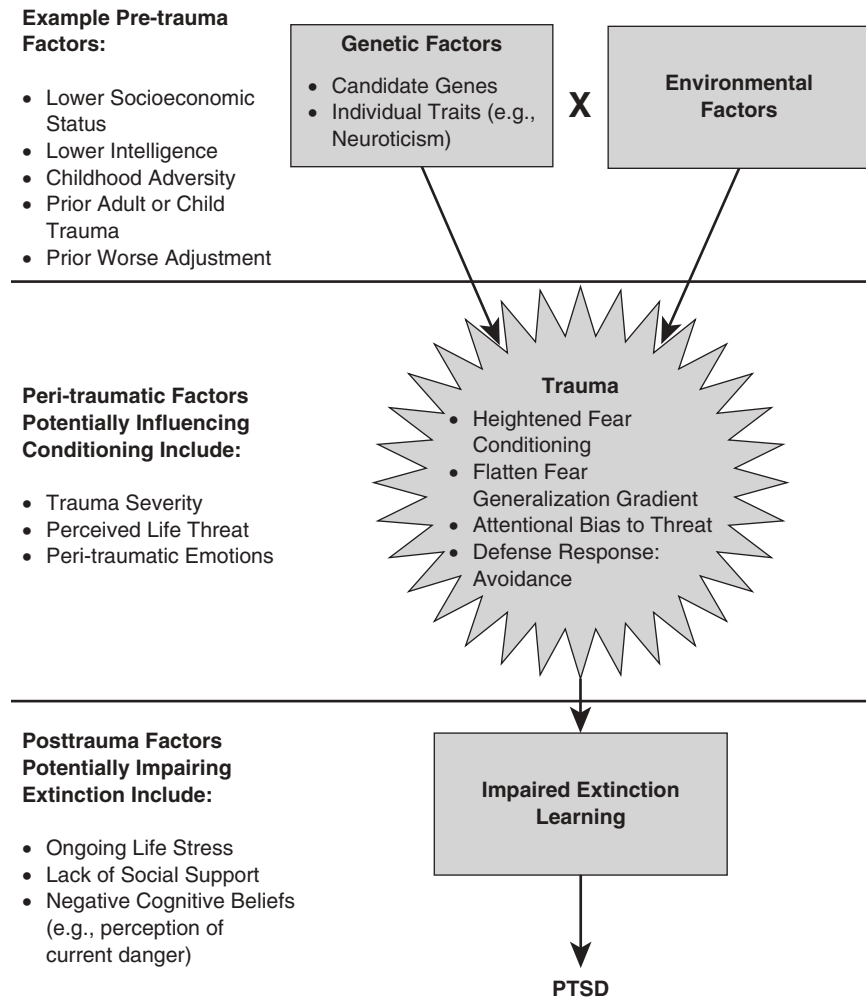 Example Pre-trauma
Factors:
• Lower Socioeconomic
Status
• Lower Intelligence
• Childhood Adversity
• Prior Adult or Child
Trauma
• Prior Worse Adjustment
Genetic Factors
• Candidate Genes
• Individual Traits (e.g.,
Neuroticism)
X
Environmental
Factors
Peri-traumatic Factors
Potentially Influencing
Conditioning Include:
• Trauma Severity
• Perceived Life Threat
• Peri-traumatic Emotions
Trauma
• Heightened Fear
Conditioning
• Flatten Fear
Generalization Gradient
• Attentional Bias to Threat
• Defense Response:
Avoidance
Posttrauma Factors
Potentially Impairing
Extinction Include:
• Ongoing Life Stress
• Lack of Social Support
• Negative Cognitive Beliefs
(e.g., perception of
current danger)
Impaired Extinction
Learning
PTSD